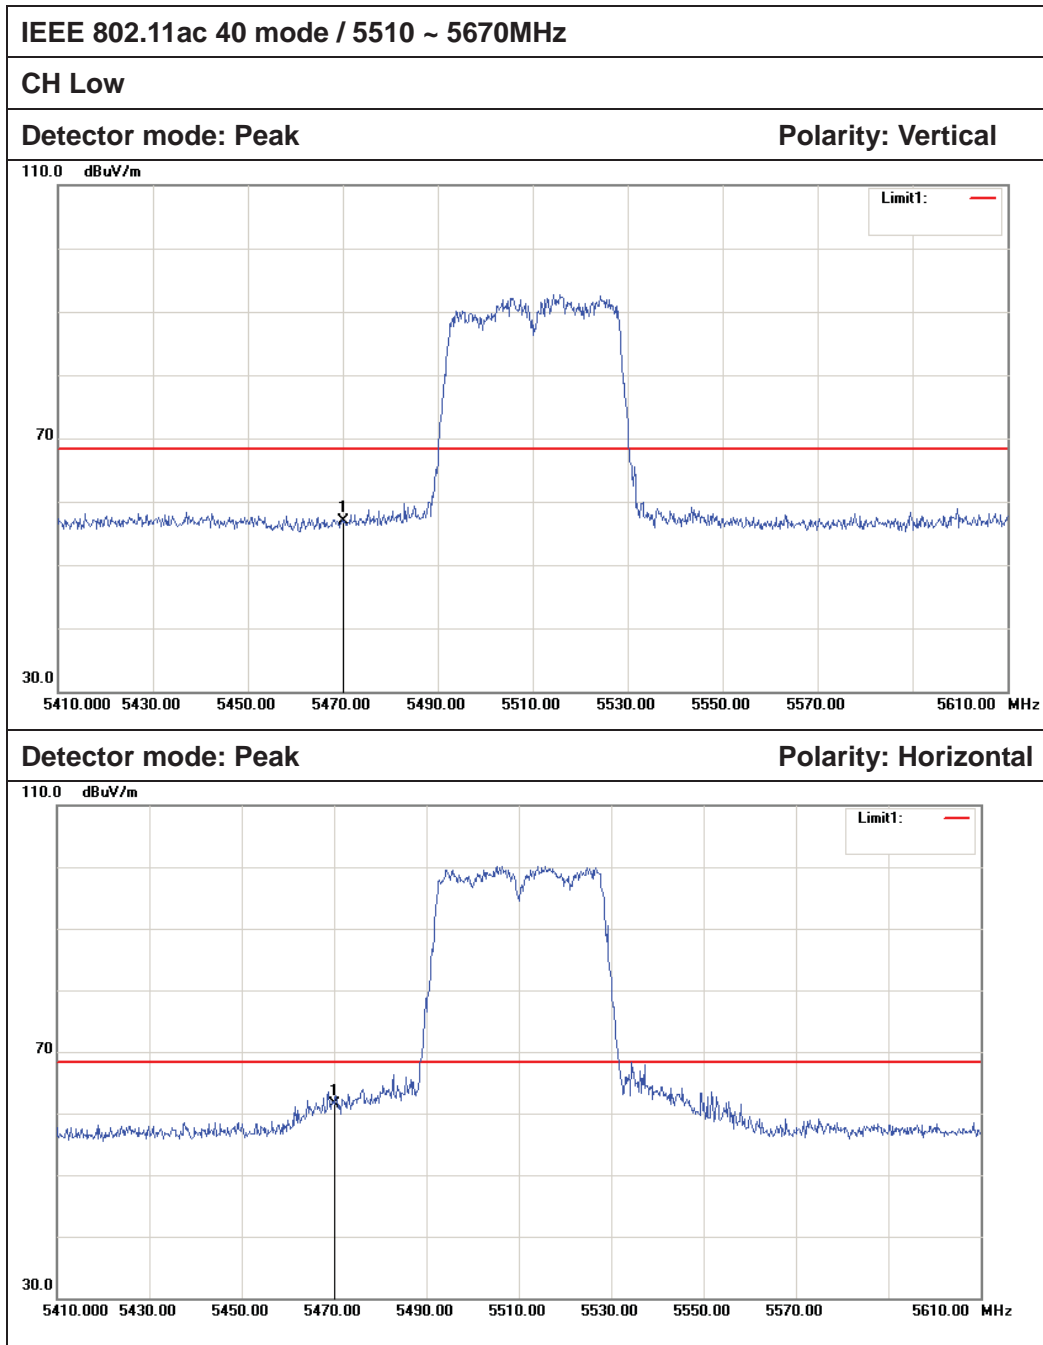 IEEE 802.11ac 40 mode / 5510 ~ 5670MHz
CH Low
Detector mode: Peak Polarity: Vertical
110.0 dBuV/m
Limit1:
70
1
30.0
5410.000 5430.00 5450.00 5470.00 5490.00 5510.00 5530.00 5550.00 5570.00 5610.00 MHz
Detector mode: Peak Polarity: Horizontal
110.0 dBuV/m
Limit1:
70
1
30.0
5410.000 5430.00 5450.00 5470.00 5490.00 5510.00 5530.00 5550.00 5570.00 5610.00 MHz